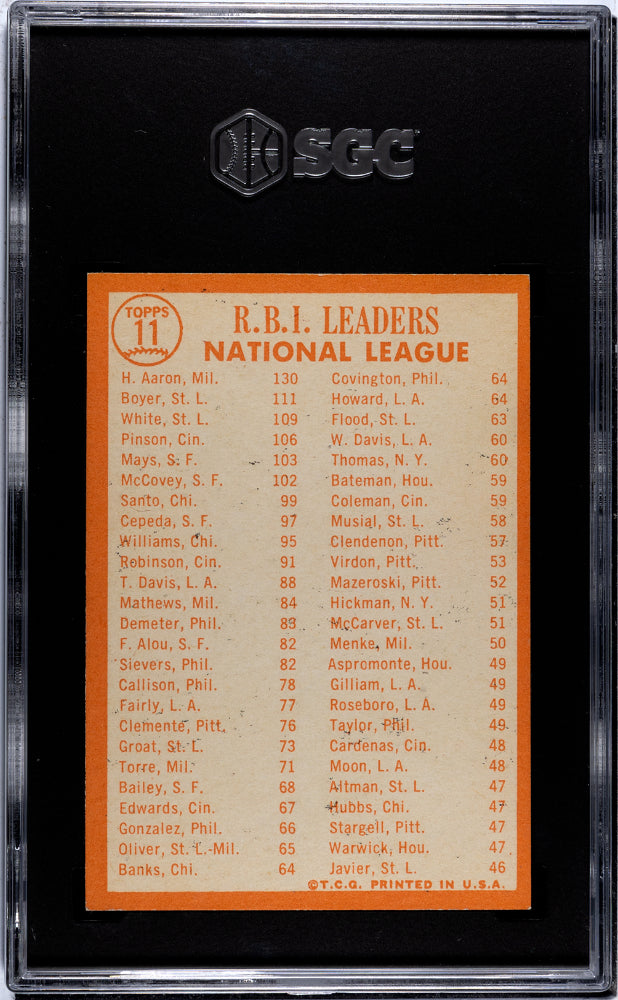 SGC
TOPPS
11
R.B.I. LEADERS
NATIONAL LEAGUE
H. Aaron, Mil. 130
Boyer, St. L. 111
White, St. L. 109
Pinson, Cin. 106
Mays, S. F. 103
McCovey, S. F. 102
Santo, Chi. 99
Cepeda, S. F. 97
Williams, Chi. 95
Robinson, Cin. 91
T. Davis, L. A. 88
Mathews, Mil. 84
Demeter, Phil. 83
F. Alou, S. F. 82
Sievers, Phil. 82
Callison, Phil. 78
Fairly, L. A. 77
Clemente, Pitt. 76
Groat, St. L. 73
Torre, Mil. 71
Bailey, S. F. 68
Edwards, Cin. 67
Gonzalez, Phil. 66
Oliver, St. L.-Mil. 65
Banks, Chi. 64
Covington, Phil. 64
Howard, L. A. 64
Flood, St. L. 63
W. Davis, L. A. 60
Thomas, N. Y. 60
Bateman, Hou. 59
Coleman, Cin. 59
Musial, St. L. 58
Clendenon, Pitt. 57
Virdon, Pitt. 53
Mazeroski, Pitt. 52
Hickman, N. Y. 51
McCarver, St. L. 51
Menke, Mil. 50
Aspromonte, Hou. 49
Gilliam, L. A. 49
Roseboro, L. A. 49
Taylor, Phil. 49
Cardenas, Cin. 48
Moon, L. A. 48
Altman, St. L. 47
Hubbs, Chi. 47
Stargell, Pitt. 47
Warwick, Hou. 47
Javier, St. L. 46
©T.C.G. PRINTED IN U.S.A.